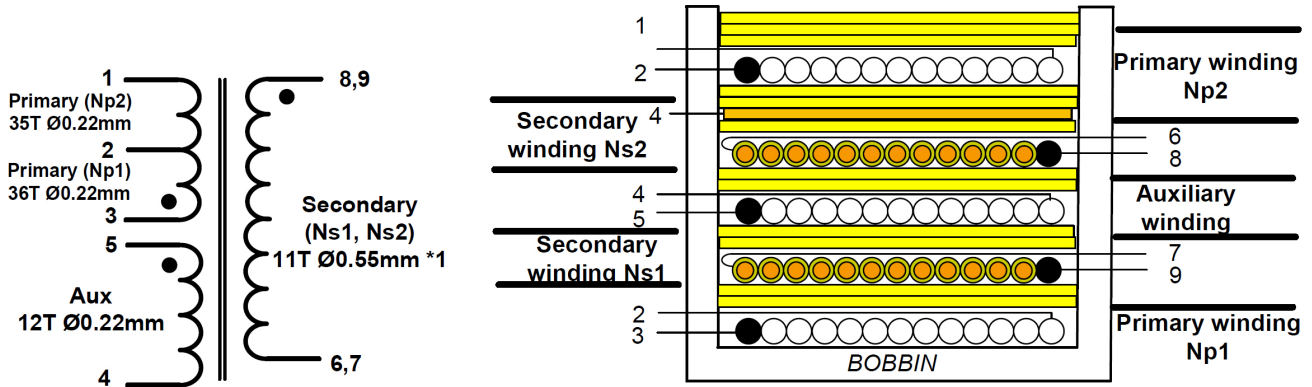 1
Primary (Np2)
35T Ø0.22mm
2
Primary (Np1)
36T Ø0.22mm
3
5
Aux
12T Ø0.22mm
4
8,9
Secondary
(Ns1, Ns2)
11T Ø0.55mm *1
6,7
1
2
Secondary
winding Ns2
4
4
5
Secondary
winding Ns1
2
3
BOBBIN
Primary winding
Np2
6
8
Auxiliary
winding
7
9
Primary winding
Np1